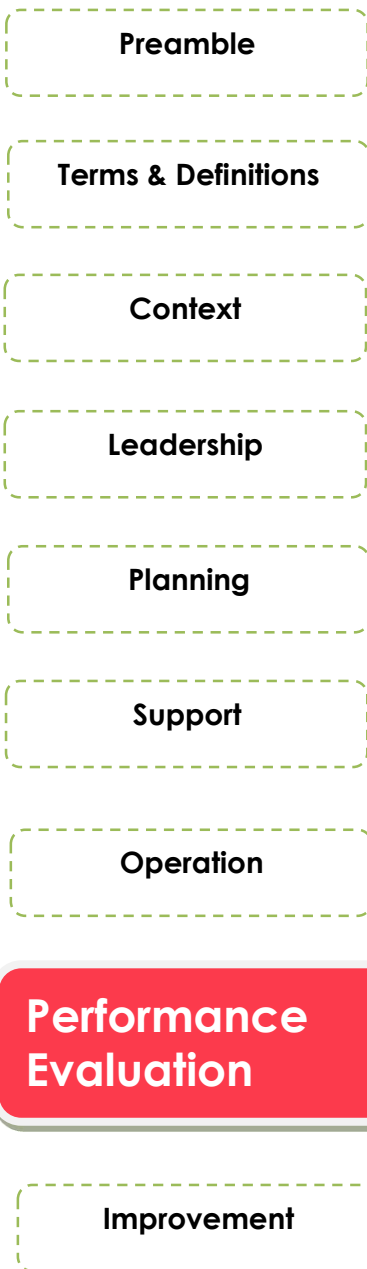 Preamble
Terms & Definitions
Context
Leadership
Planning
Support
Operation
Performance
Evaluation
Improvement